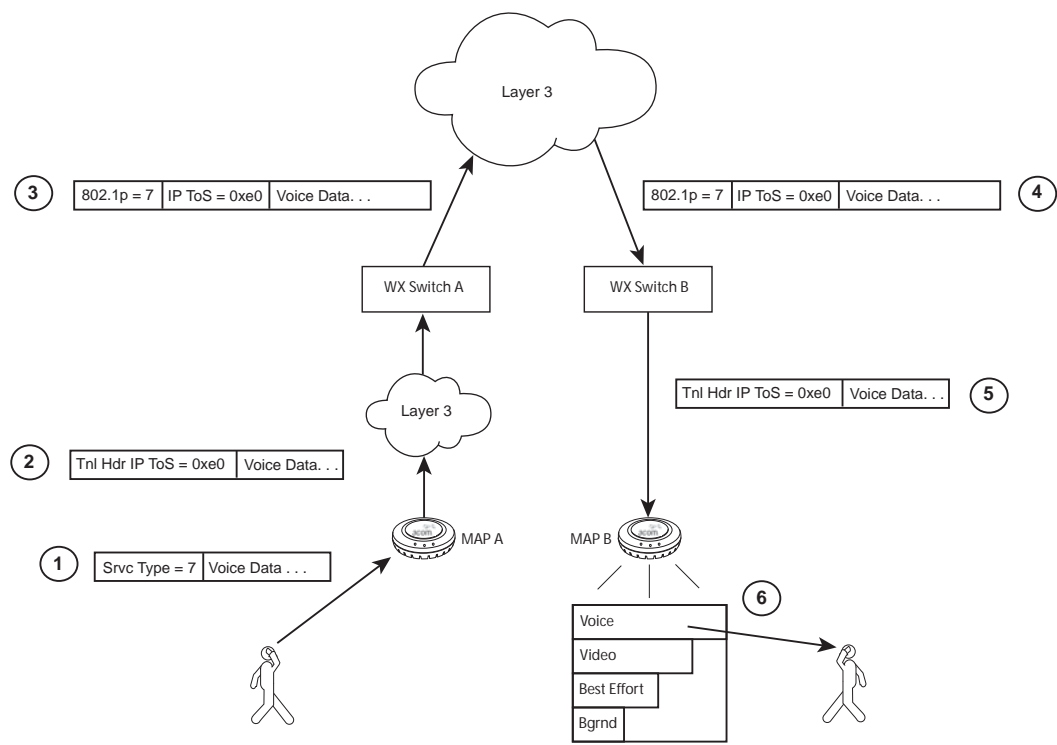 Layer 3
3
802.1p = 7 IP ToS = 0xe0 Voice Data. . .
802.1p = 7 IP ToS = 0xe0 Voice Data. . .
4
WX Switch A
WX Switch B
Tnl Hdr IP ToS = 0xe0 Voice Data. . .
5
Layer 3
2
Tnl Hdr IP ToS = 0xe0 Voice Data. . .
3com
MAP A
MAP B
3com
1
Srvc Type = 7 Voice Data . . .
6
Voice
Video
Best Effort
Bgrnd